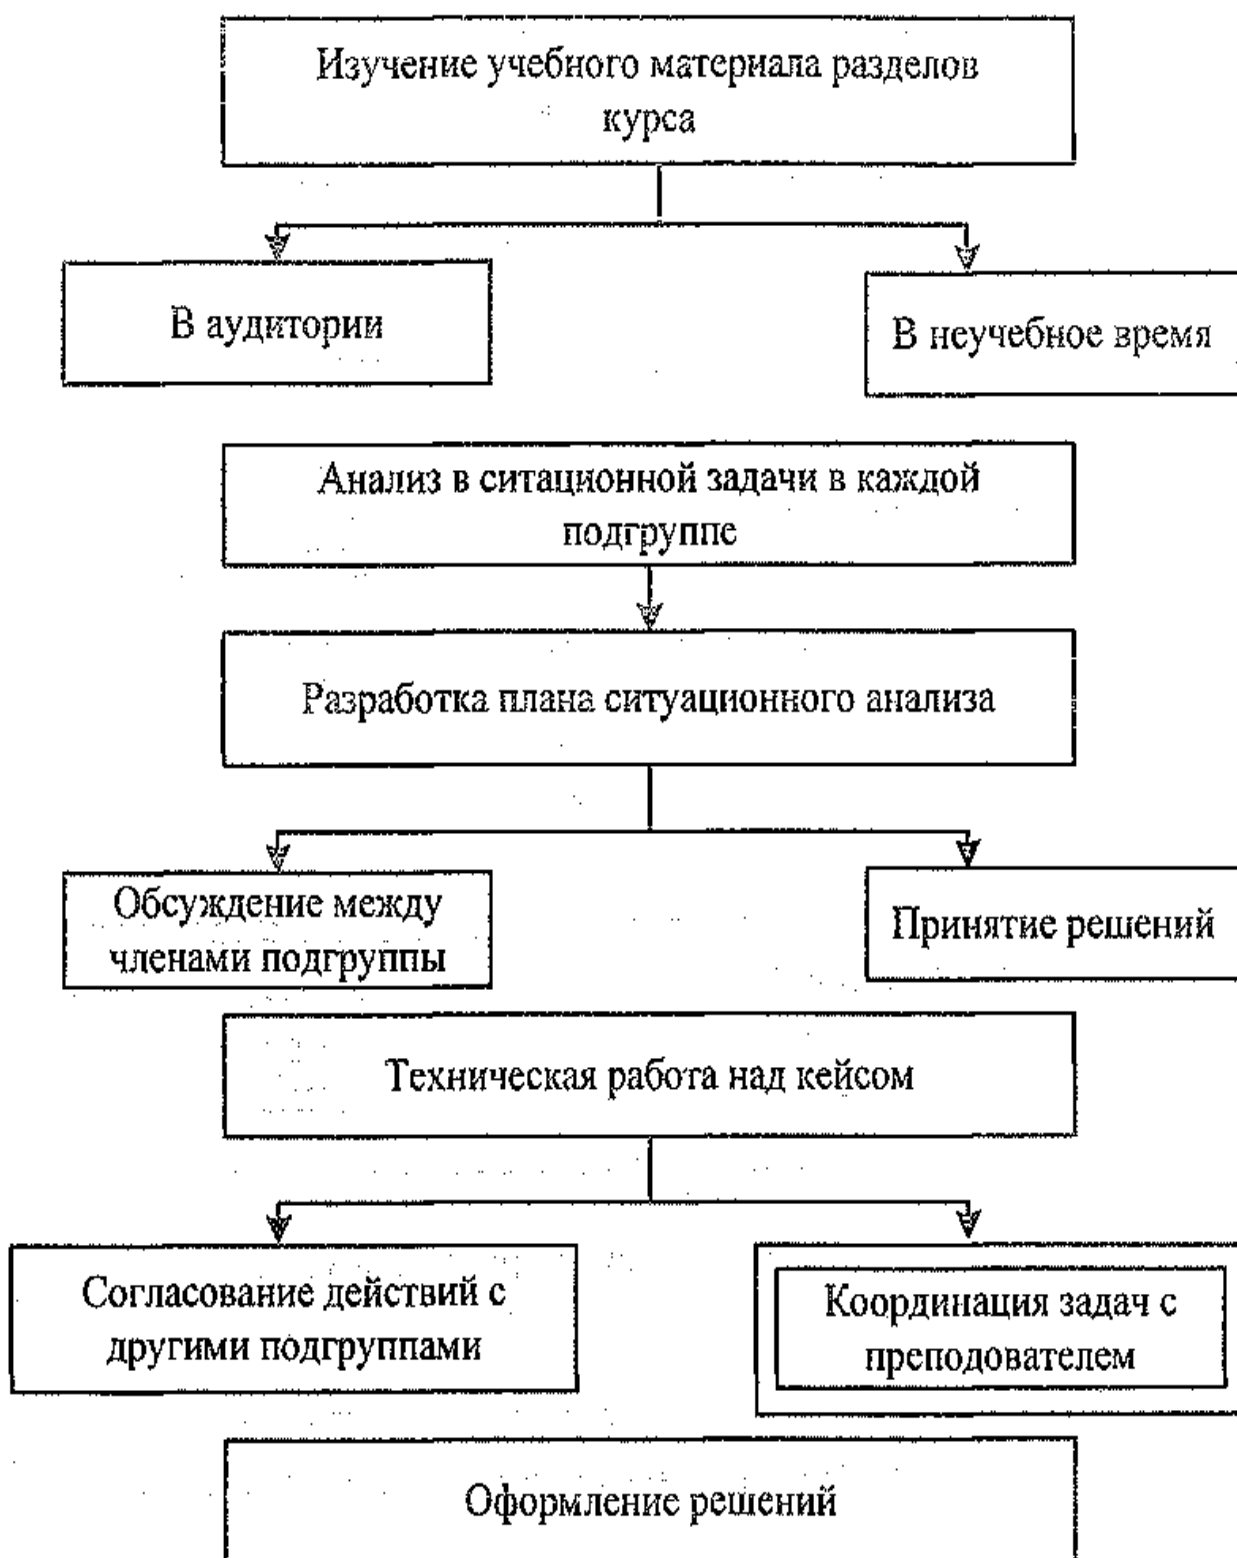 Изучение учебного материала разделов
курса
В аудитории
В неучебное время
Анализ в ситационной задачи в каждой
подгруппе
Разработка плана ситуационного анализа
Обсуждение между
членами подгруппы
Принятие решений
Техническая работа над кейсом
Согласование действий с
другими подгруппами
Координация задач с
преподователем
Оформление решений